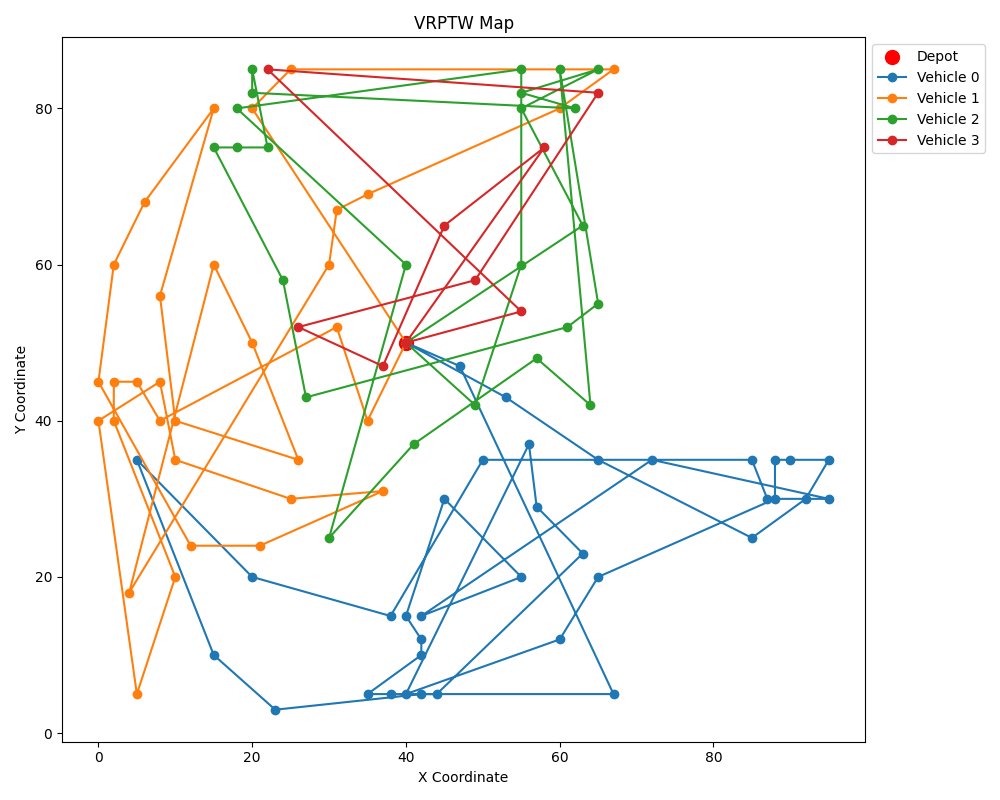 VRPTW Map
Depot
Vehicle 0
Vehicle 1
Vehicle 2
Vehicle 3
Y Coordinate
80
60
40
20
0
0
20
40
60
80
X Coordinate